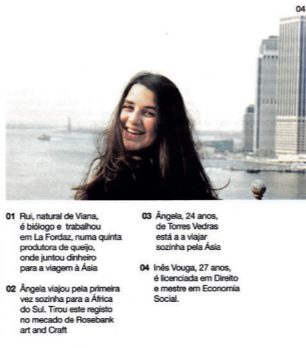 04
01 Rui, natural de Viana,
é biólogo e trabalhou
em La Fordaz, numa quinta
produtora de queijo,
onde juntou dinheiro
para a viagem à Ásia
02 Ângela viajou pela primeira
vez sozinha para a África
do Sul. Tirou este registo
no mecado de Rosebank
art and Craft
03 Ângela, 24 anos,
de Torres Vedras
está a a viajar
sozinha pela Ásia
04 Inês Vouga, 27 anos,
é licenciada em Direito
e mestre em Economia
Social.